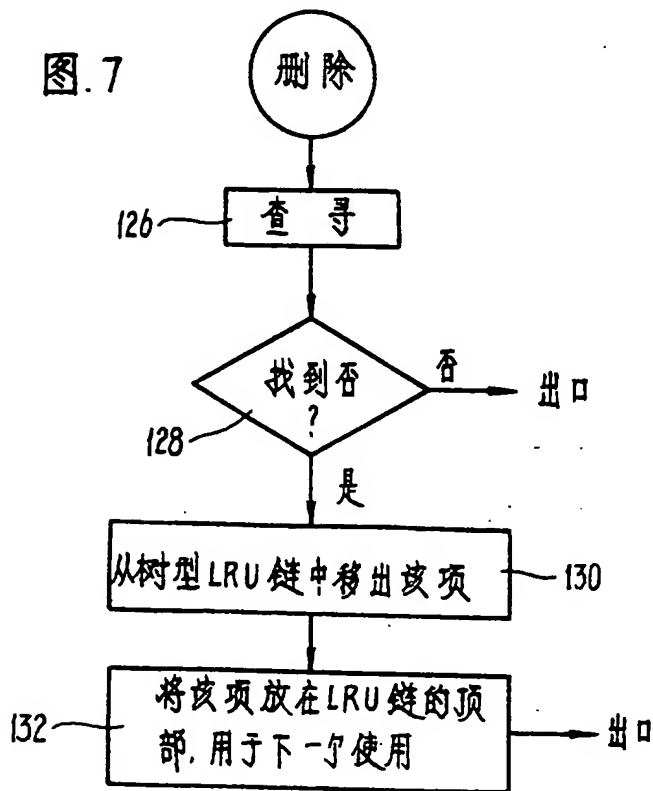 图.7
删除
126
查寻
找到否
?
128
否
出口
是
从树型LRU链中移出该项
130
将该项放在LRU链的顶
部,用于下一个使用
132
出口